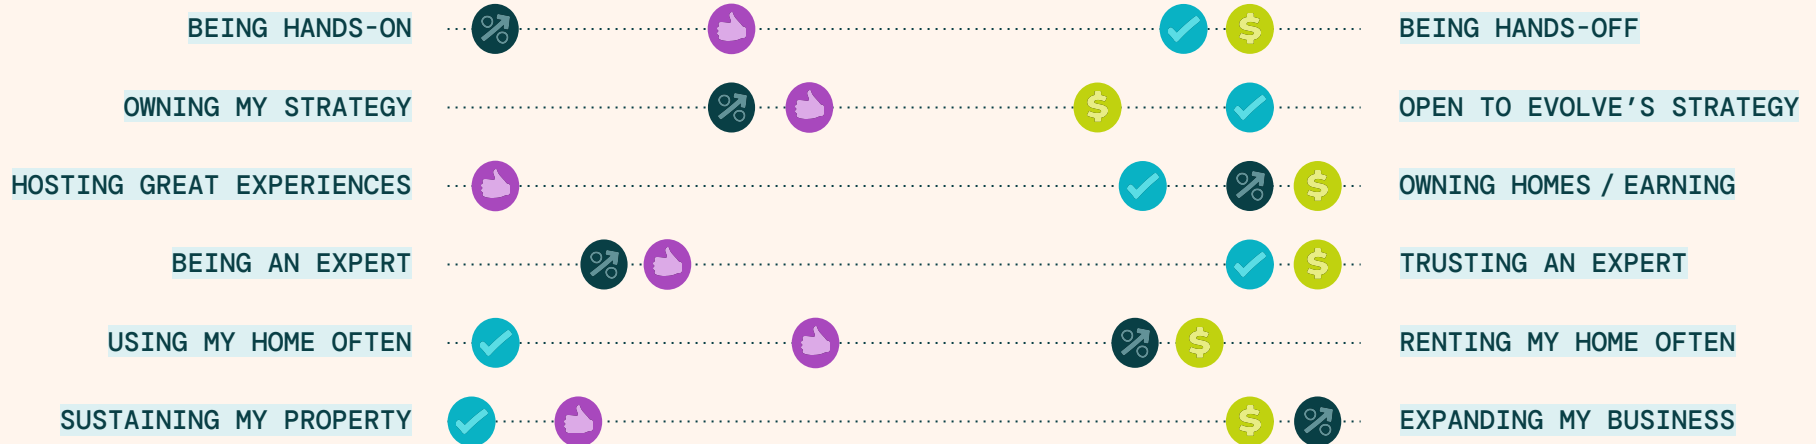 BEING HANDS-ON BEING HANDS-OFF
OWNING MY STRATEGY OPEN TO EVOLVE’S STRATEGY
HOSTING GREAT EXPERIENCES OWNING HOMES / EARNING
BEING AN EXPERT TRUSTING AN EXPERT
USING MY HOME OFTEN RENTING MY HOME OFTEN
SUSTAINING MY PROPERTY EXPANDING MY BUSINESS